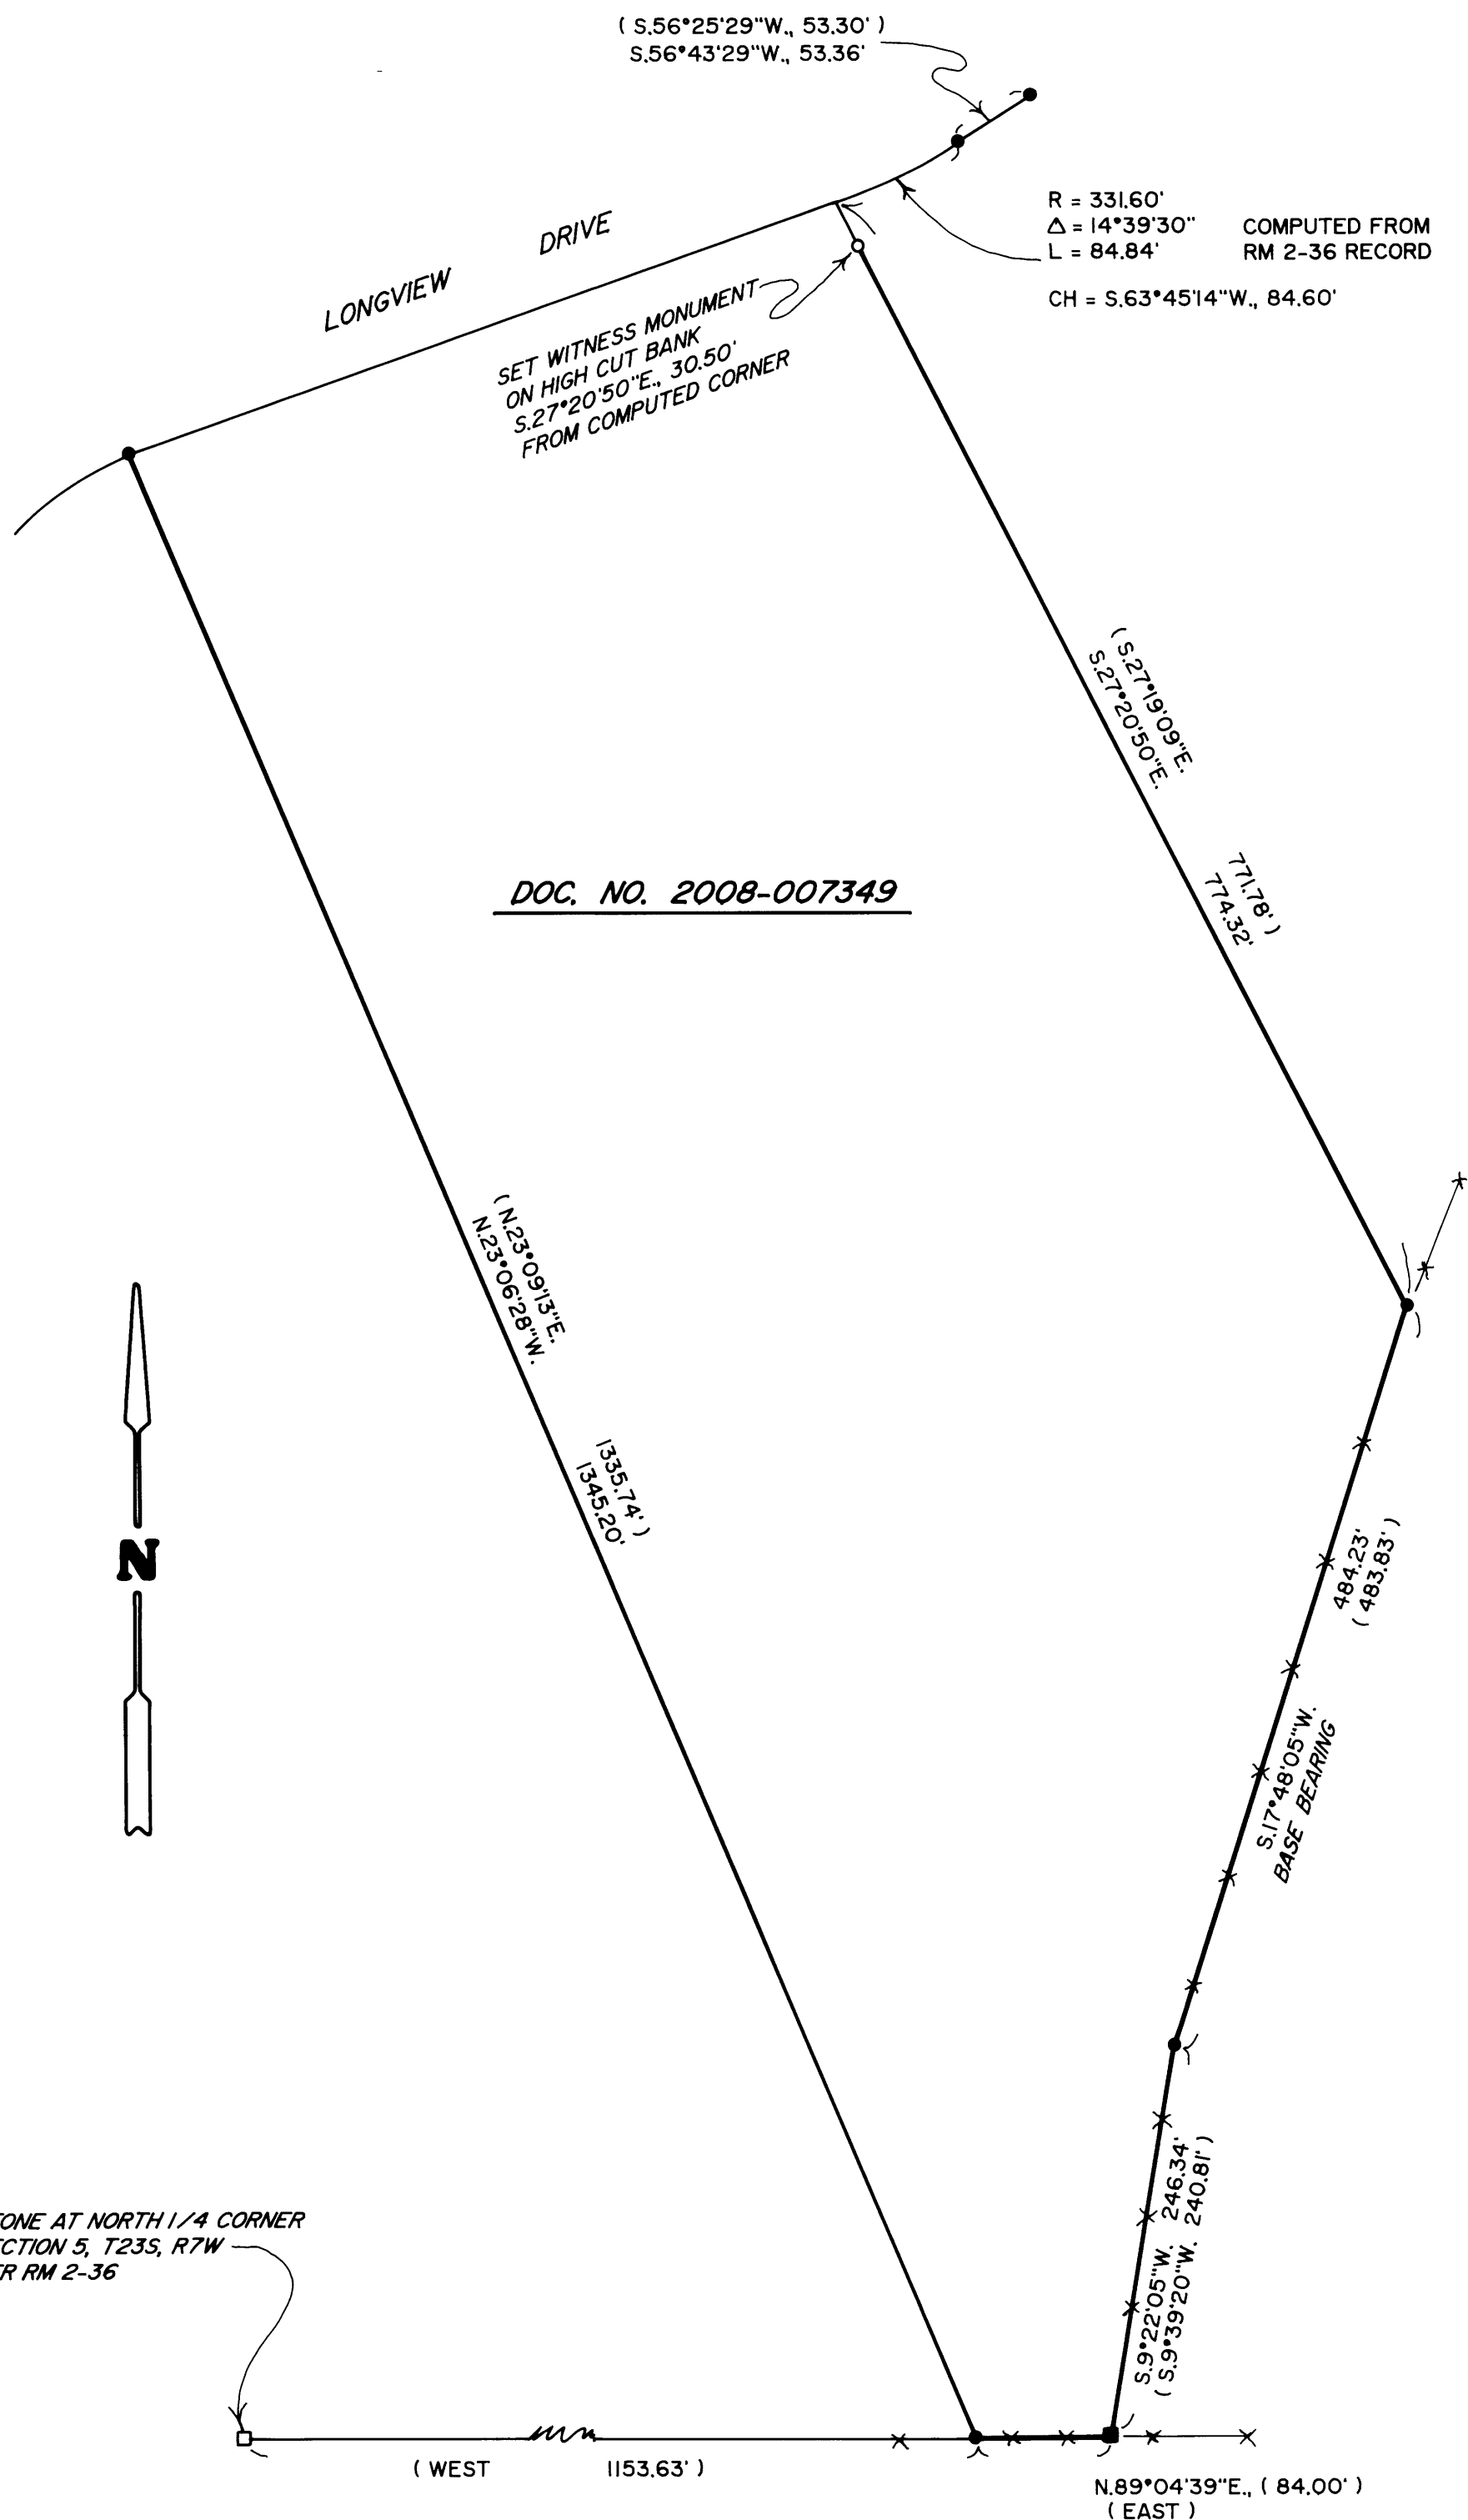 ( S.56°25'29"W., 53.30' )
S.56°43'29"W., 53.36'
R = 331.60'
Δ = 14°39'30" COMPUTED FROM
L = 84.84' RM 2-36 RECORD
CH = S.63°45'14"W., 84.60'
LONGVIEW DRIVE
SET WITNESS MONUMENT
ON HIGH CUT BANK
S.27°20'50"E., 30.50'
FROM COMPUTED CORNER
( S.27°19'09"E. 771.78' )
S.27°20'50"E. 774.32'
DOC. NO. 2008-007349
( N.23°09'13"E. 1335.74' )
N.23°06'28"W. 1345.20'
N
484.23'
( 483.83' )
S.17°48'05"W.
BASE BEARING
S.9°22'05"W. 246.34'
( S.9°39'20"W. 240.81' )
ONE AT NORTH 1/4 CORNER
CTION 5, T23S, R7W
R RM 2-36
( WEST 1153.63' )
N.89°04'39"E., ( 84.00' )
( EAST )